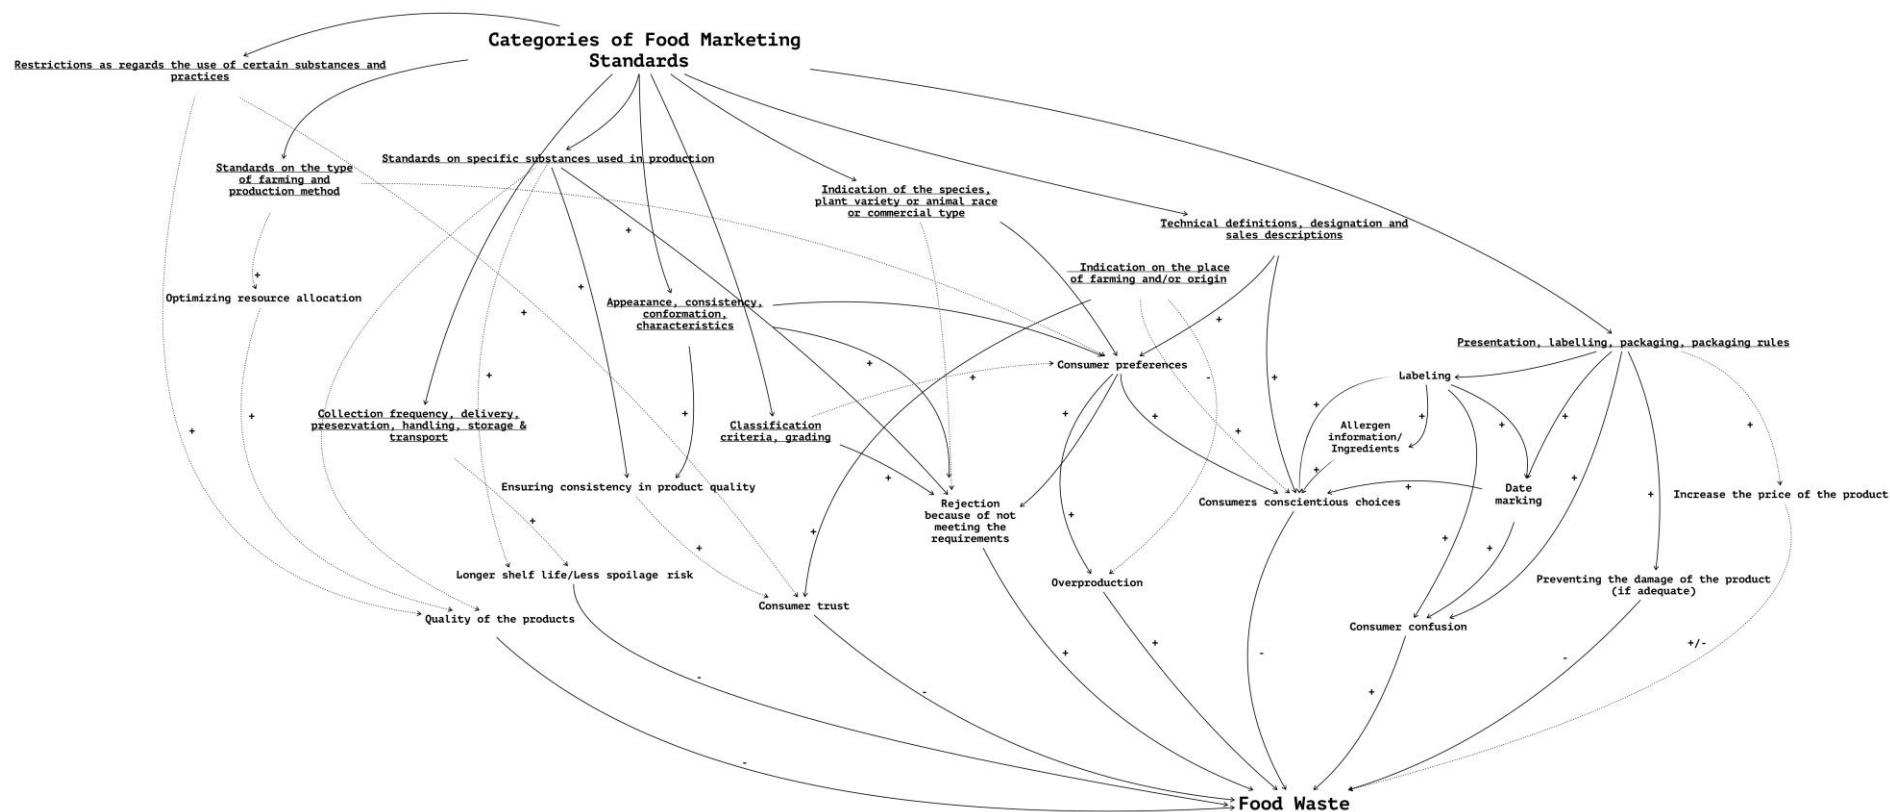 Categories of Food Marketing
Standards
Restrictions as regards the use of certain substances and
practices
Standards on the type
of farming and
production method
Standards on specific substances used in production
Indication of the species,
plant variety or animal race
or commercial type
Technical definitions, designation and
sales descriptions
+
Indication on the place
of farming and/or origin
+
+
Optimizing resource allocation
Appearance, consistency,
conformation,
characteristics
+
+
Presentation, labelling, packaging, packaging rules
+
Consumer preferences
Labeling
+
+
-
+
+
+
Collection frequency, delivery,
preservation, handling, storage &
transport
+
+
Classification
criteria, grading
+
+
+
Allergen
information/
Ingredients
+
+
+
+
+
+
+
+
Ensuring consistency in product quality
+
+
Date
marking
+
Increase the price of the product
Consumers conscientious choices
Rejection
because of not
meeting the
requirements
+
+
+
+
+
+
+
Longer shelf life/Less spoilage risk
Overproduction
Preventing the damage of the product
(if adequate)
Consumer trust
Quality of the products
Consumer confusion
+
+
-
-
+/-
-
-
+
-
Food Waste